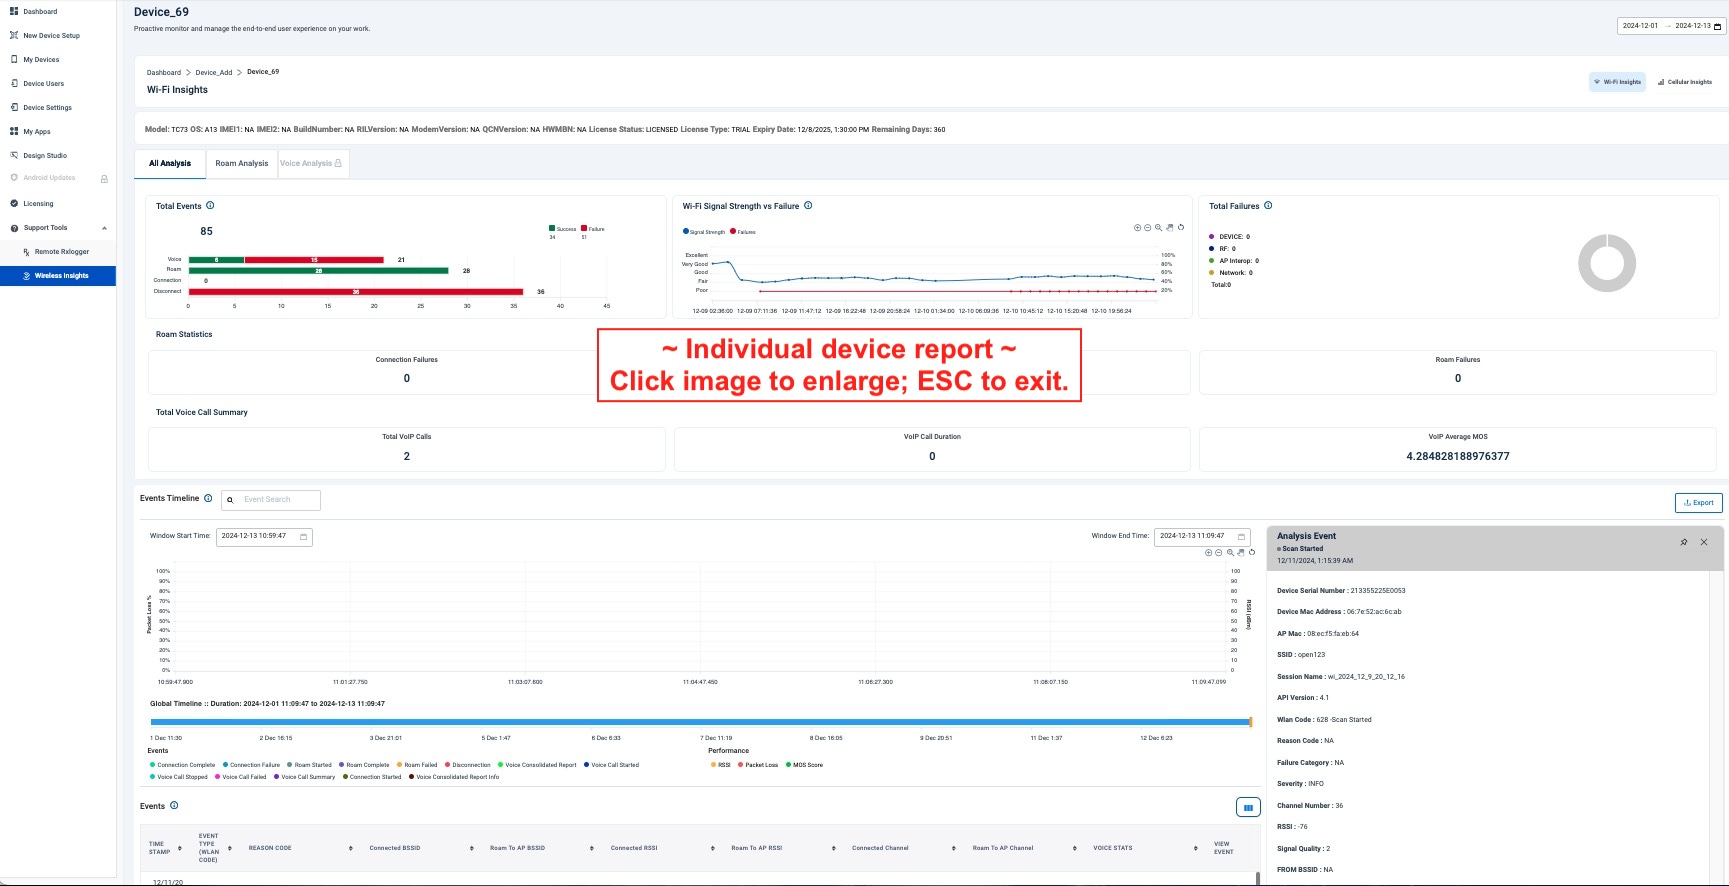 Dashboard
New Device Setup
My Devices
Device Users
Device Settings
My Apps
Design Studio
Android Updates
Licensing
Support Tools
Remote Rxlogger
Wireless Insights
Device_69
Proactive monitor and manage the end-to-end user experience on your work.
2024-12-01 → 2024-12-13
Dashboard > Device_Add > Device_69
Wi-Fi Insights
Wi-Fi Insights Cellular Insights
Model: TC73 OS: A13 IMEI1: NA IMEI2: NA BuildNumber: NA RILVersion: NA ModemVersion: NA QCNVersion: NA HWMBN: NA License Status: LICENSED License Type: TRIAL Expiry Date: 12/8/2025, 1:30:00 PM Remaining Days: 360
All Analysis Roam Analysis Voice Analysis
Total Events
85
Success Failure
34 51
Voice 6 15 21
Roam 28 28
Connection 0
Disconnect 36 36
0 5 10 15 20 25 30 35 40 45
Wi-Fi Signal Strength vs Failure
Signal Strength Failures
Excellent 100%
Very Good 80%
Good 60%
Fair 40%
Poor 20%
12-09 02:36:00 12-09 07:11:36 12-09 11:47:12 12-09 16:22:48 12-09 20:58:24 12-10 01:34:00 12-10 06:09:36 12-10 10:45:12 12-10 15:20:48 12-10 19:56:24
Total Failures
DEVICE: 0
RF: 0
AP Interop: 0
Network: 0
Total:0
Roam Statistics
Connection Failures
0
~ Individual device report ~
Click image to enlarge; ESC to exit.
Roam Failures
0
Total Voice Call Summary
Total VoIP Calls
2
VoIP Call Duration
0
VoIP Average MOS
4.284828188976377
Events Timeline Event Search
Export
Window Start Time: 2024-12-13 10:59:47
Window End Time: 2024-12-13 11:09:47
Packet Loss %
100%
90%
80%
70%
60%
50%
40%
30%
20%
10%
0%
100
90
80
70
60
50
40
30
20
10
0
RSSI (dBm)
10:59:47.900 11:01:27.750 11:03:07.600 11:04:47.450 11:06:27.300 11:08:07.150 11:09:47.099
Global Timeline :: Duration: 2024-12-01 11:09:47 to 2024-12-13 11:09:47
1 Dec 11:30 2 Dec 16:15 3 Dec 21:01 5 Dec 1:47 6 Dec 6:33 7 Dec 11:19 8 Dec 16:05 9 Dec 20:51 11 Dec 1:37 12 Dec 6:23
Events
Connection Complete Connection Failure Roam Started Roam Complete Roam Failed Disconnection Voice Consolidated Report Voice Call Started
Voice Call Stopped Voice Call Failed Voice Call Summary Connection Started Voice Consolidated Report Info
Performance
RSSI Packet Loss MOS Score
Events
TIME STAMP
EVENT TYPE (WLAN CODE)
REASON CODE
Connected BSSID
Roam To AP BSSID
Connected RSSI
Roam To AP RSSI
Connected Channel
Roam To AP Channel
VOICE STATS
VIEW EVENT
12/11/20
Analysis Event
Scan Started
12/11/2024, 1:15:39 AM
Device Serial Number : 213355225E0053
Device Mac Address : 06:7e:52:ac:6c:ab
AP Mac : 08:ec:f5:fa:eb:64
SSID : open123
Session Name : wi_2024_12_9_20_12_16
API Version : 4.1
Wlan Code : 628 -Scan Started
Reason Code : NA
Failure Category : NA
Severity : INFO
Channel Number : 36
RSSI : -76
Signal Quality : 2
FROM BSSID : NA